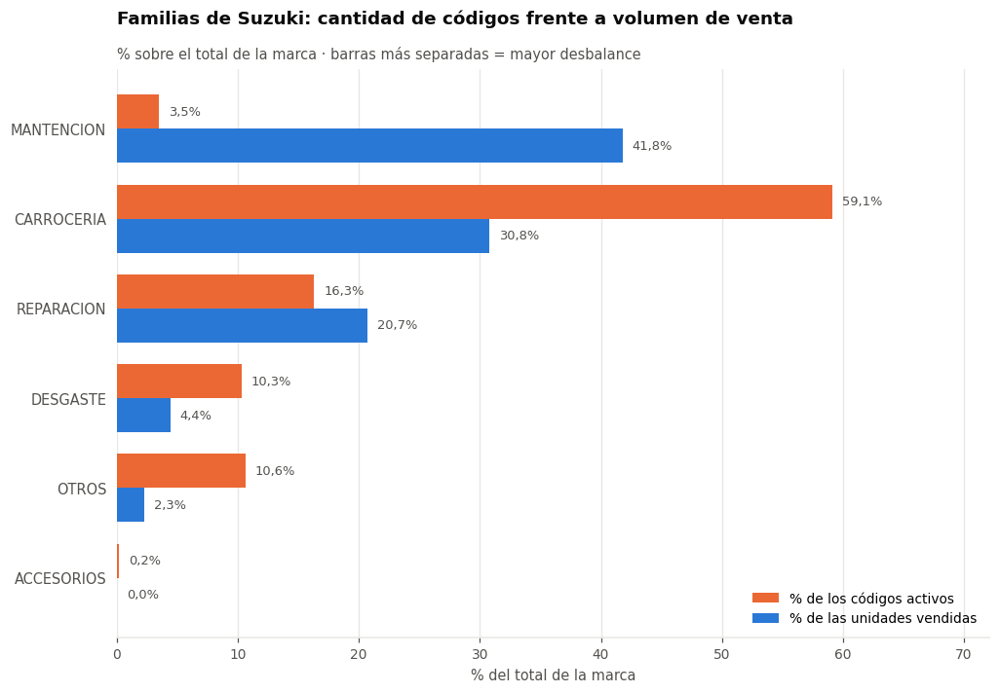 Familias de Suzuki: cantidad de códigos frente a volumen de venta
% sobre el total de la marca · barras más separadas = mayor desbalance
MANTENCION
3,5%
41,8%
CARROCERIA
59,1%
30,8%
REPARACION
16,3%
20,7%
DESGASTE
10,3%
4,4%
OTROS
10,6%
2,3%
ACCESORIOS
0,2%
0,0%
% de los códigos activos
% de las unidades vendidas
0 10 20 30 40 50 60 70
% del total de la marca